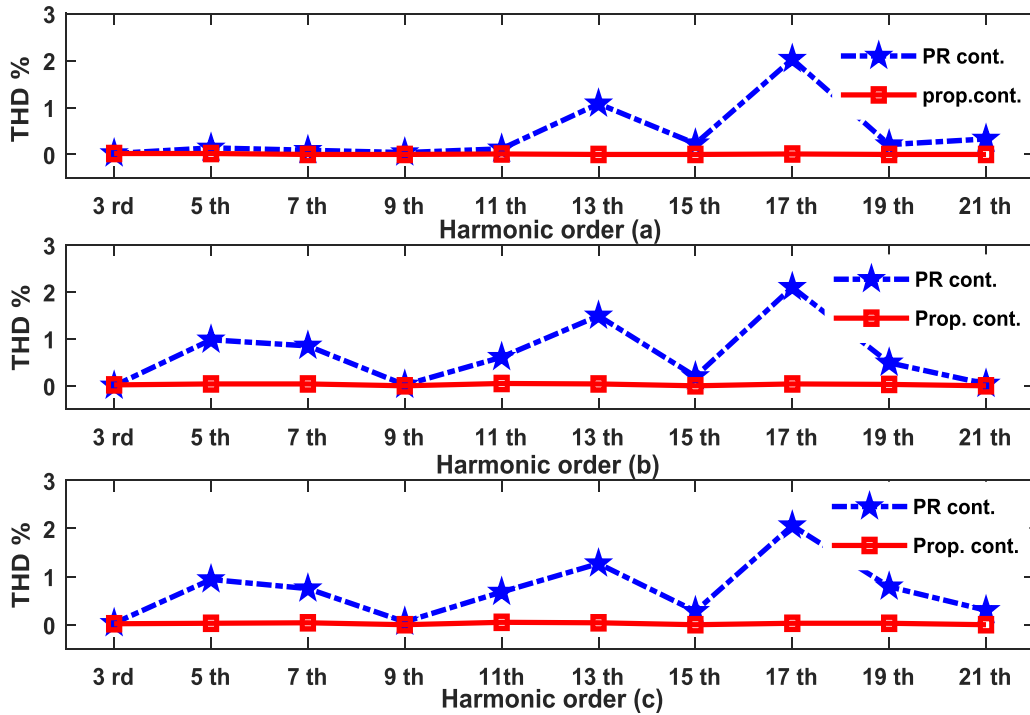 3
2
1
0
THD %
PR cont.
prop.cont.
3 rd 5 th 7 th 9 th 11 th 13 th 15 th 17 th 19 th 21 th
Harmonic order (a)
3
2
1
0
THD %
PR cont.
Prop. cont.
3 rd 5 th 7 th 9 th 11 th 13 th 15 th 17 th 19 th 21 th
Harmonic order (b)
3
2
1
0
THD %
PR cont.
Prop. cont.
3 rd 5 th 7 th 9 th 11th 13 th 15 th 17 th 19 th 21 th
Harmonic order (c)